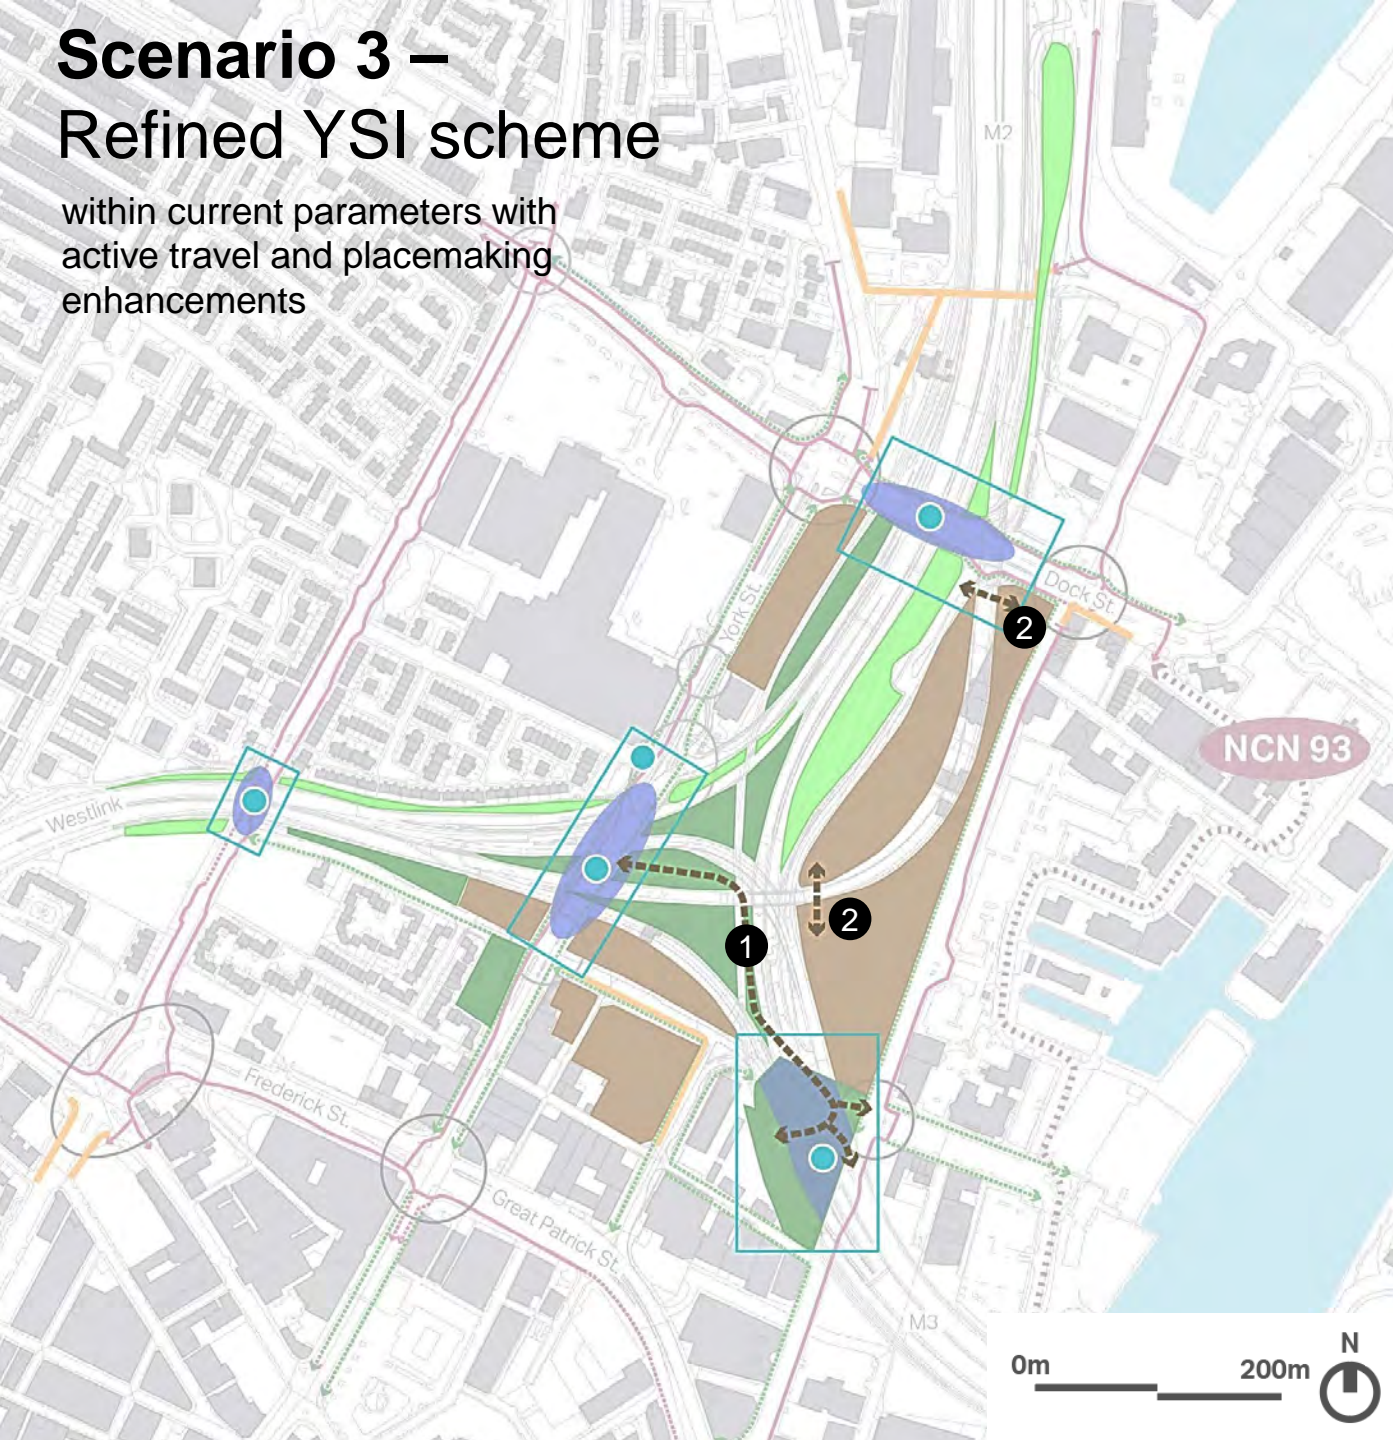 Scenario 3 –
Refined YSI scheme
within current parameters with
active travel and placemaking
enhancements
M2
York St.
Dock St.
2
NCN 93
Westlink
2
1
Frederick St.
Great Patrick St.
M3
N
0m 200m